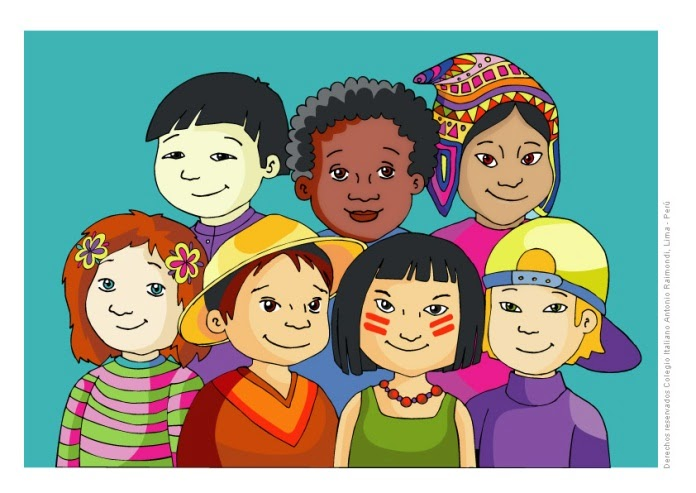 Derechos reservados Colegio Italiano Antonio Raimondi, Lima - Perú